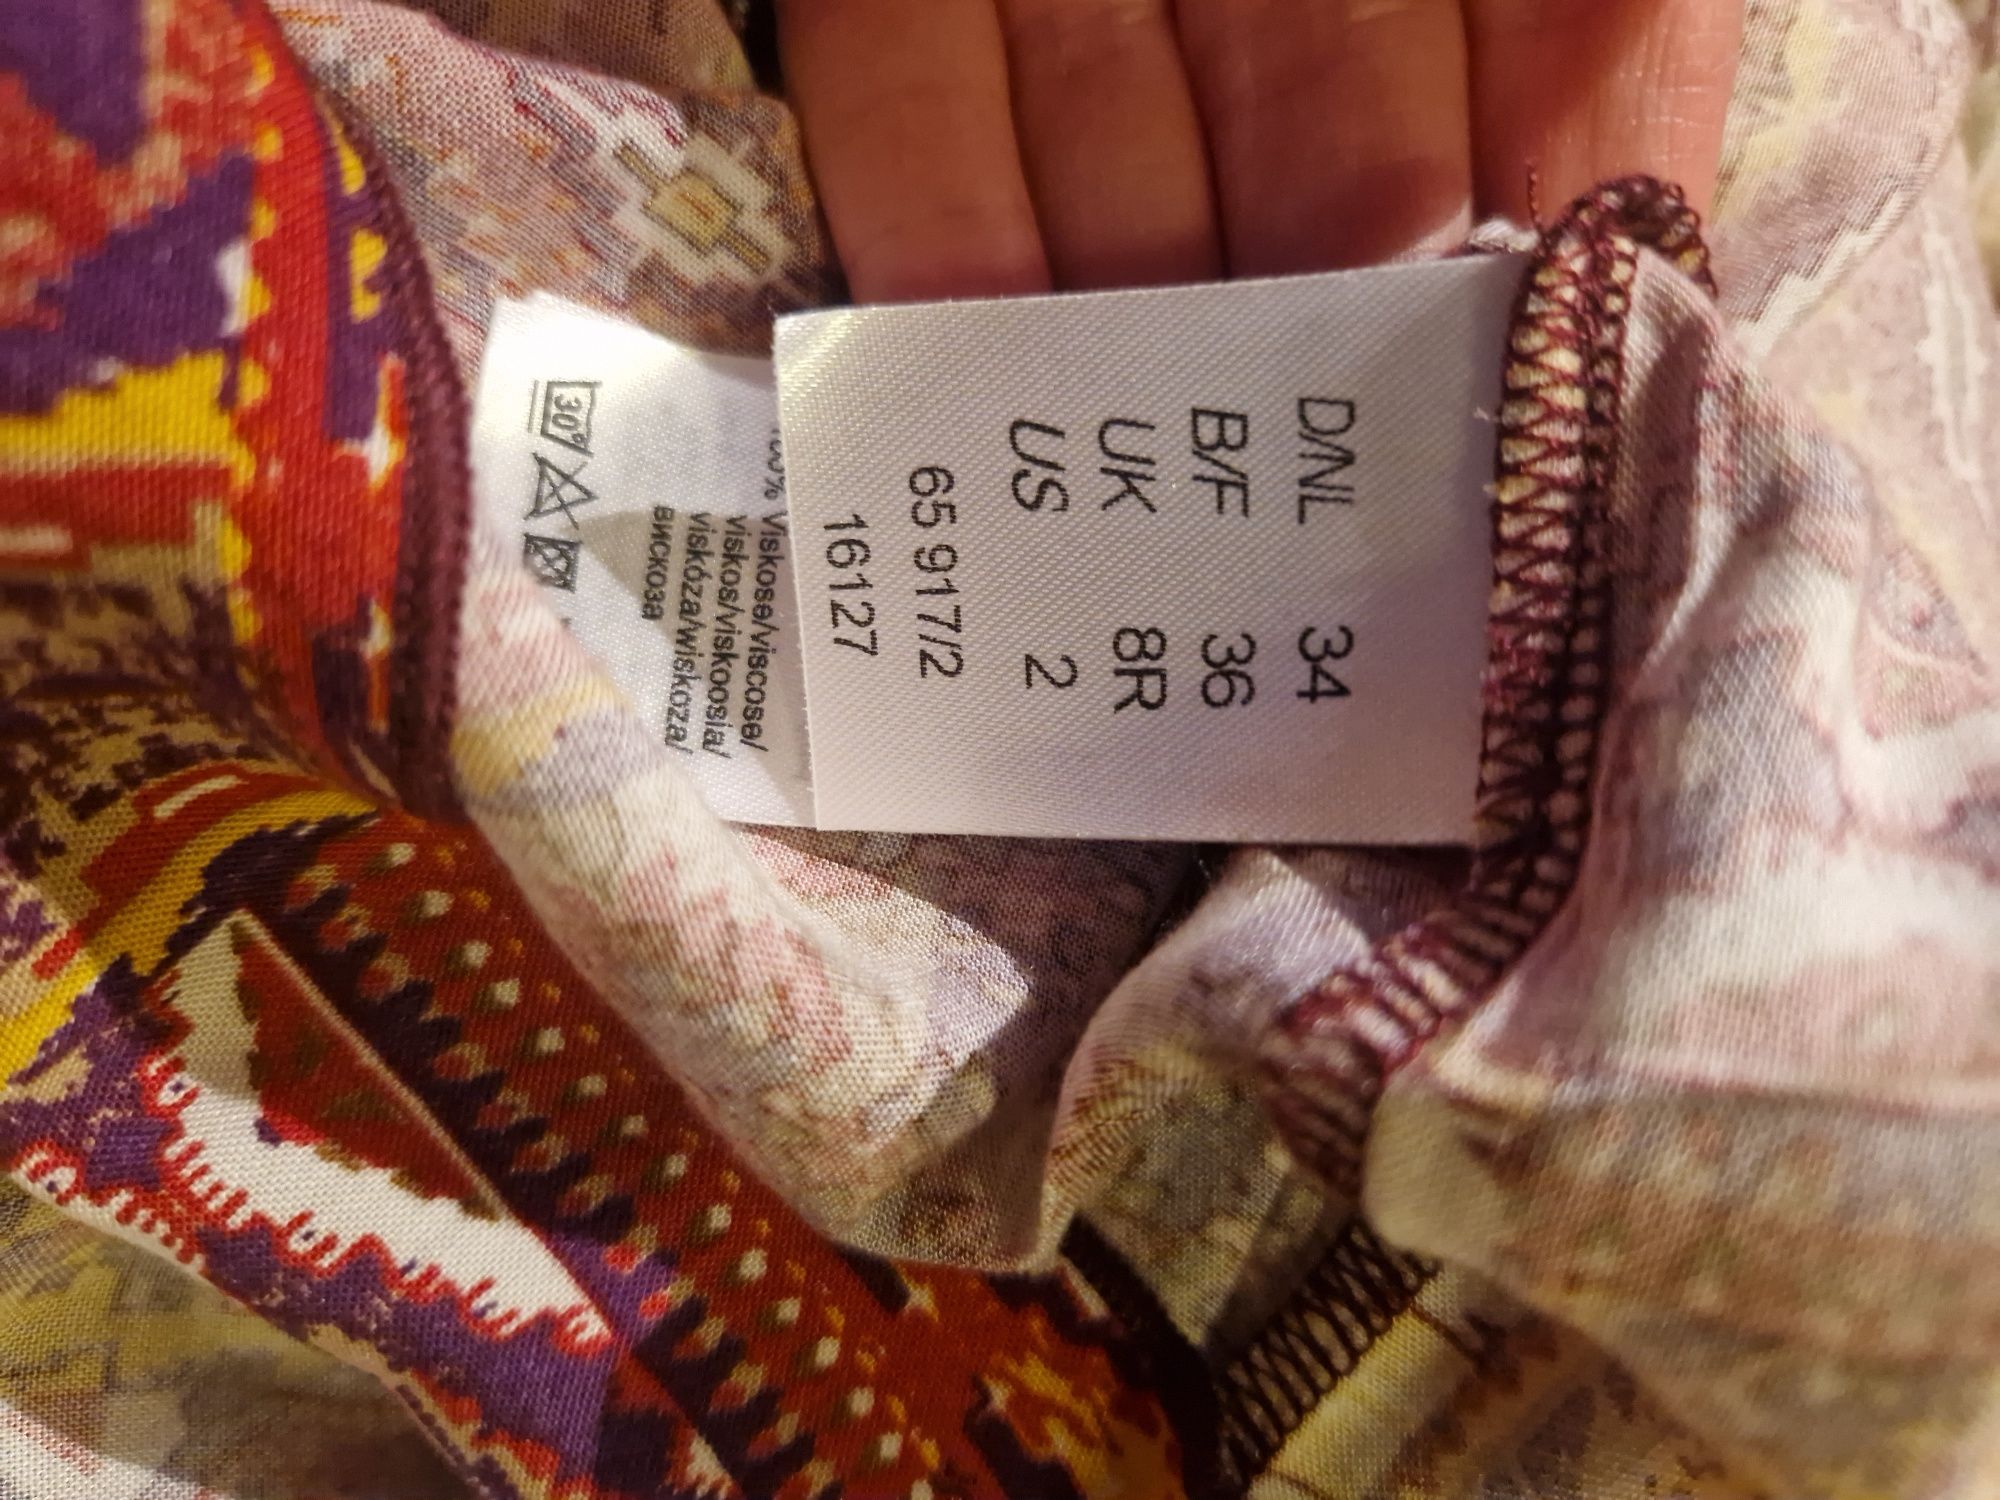 D/NL 34
B/F 36
UK 8R
US 2
65 917/2
16127
Viskose/viscose/
viskos/viskoosia/
viskóza/wiskoza/
вискоза
30°